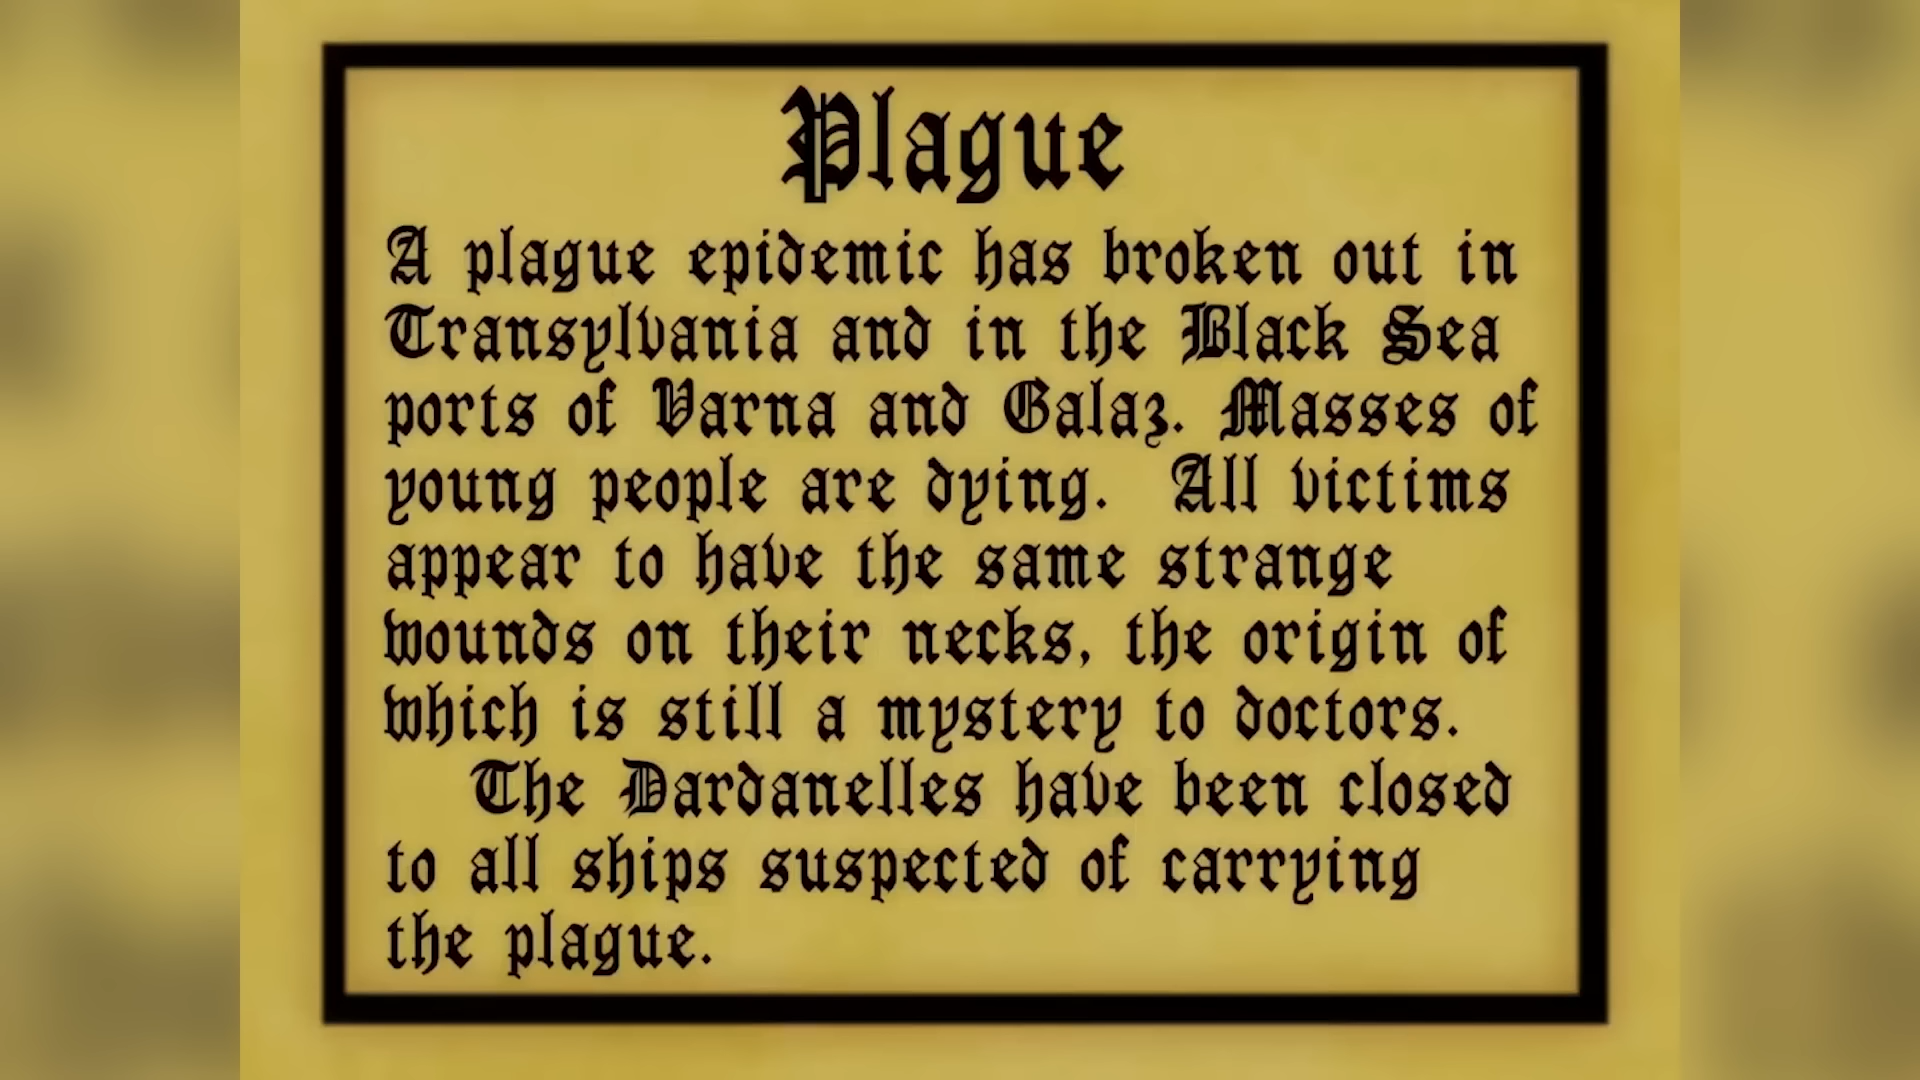 Plague
A plague epidemic has broken out in
Transylvania and in the Black Sea
ports of Varna and Galaz. Masses of
young people are dying. All victims
appear to have the same strange
wounds on their necks, the origin of
which is still a mystery to doctors.
The Dardanelles have been closed
to all ships suspected of carrying
the plague.